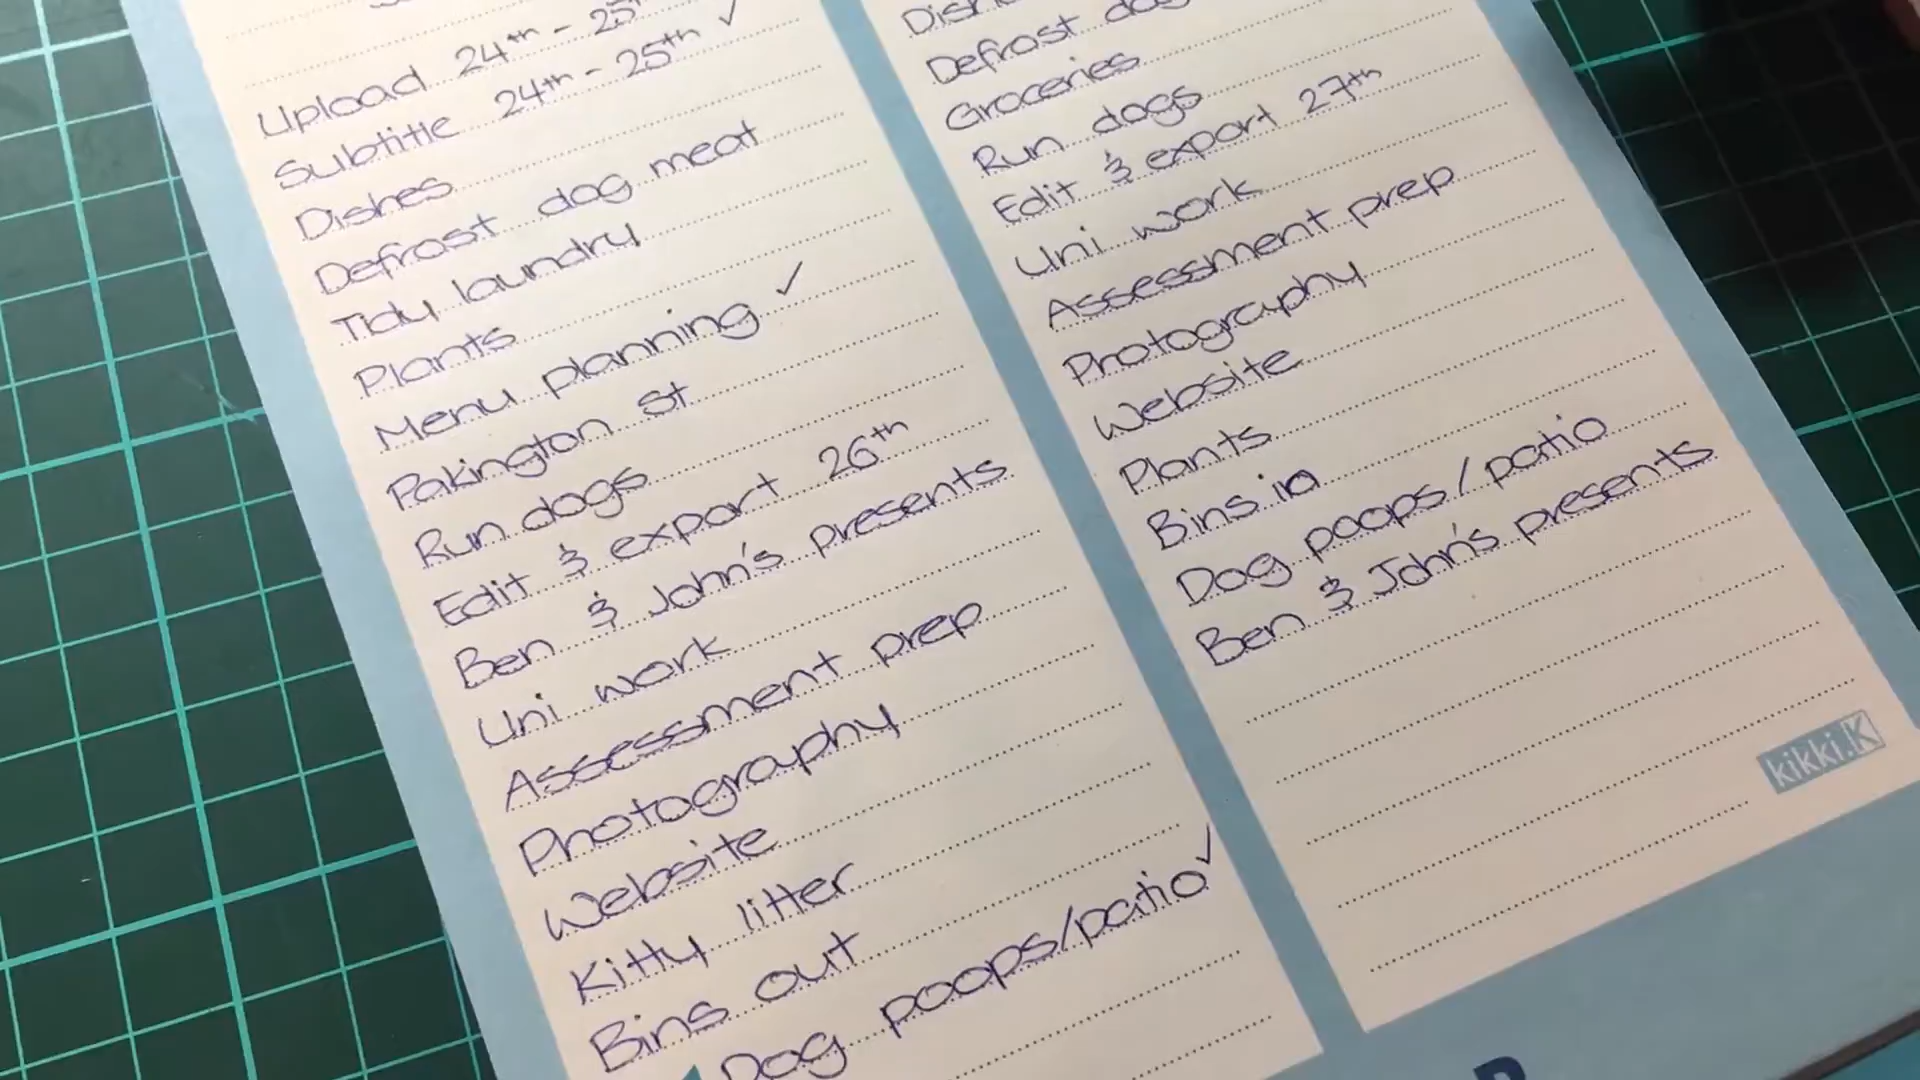 Upload 24th - 25th
Subtitle 24th - 25th ✓
Dishes
Defrost dog meat
Tidy laundry
Plants
Menu planning ✓
Pakington st
Run dogs
Edit & export 26th
Ben & John's presents
Uni work
Assessment prep
Photography
Website
Kitty litter
Bins out
Dog poops/patio ✓
Defrost
Groceries
Run dogs
Edit & export 27th
Uni work
Assessment prep
Photography
Website
Plants
Bins in
Dog poops / patio
Ben & John's presents
kikki.K